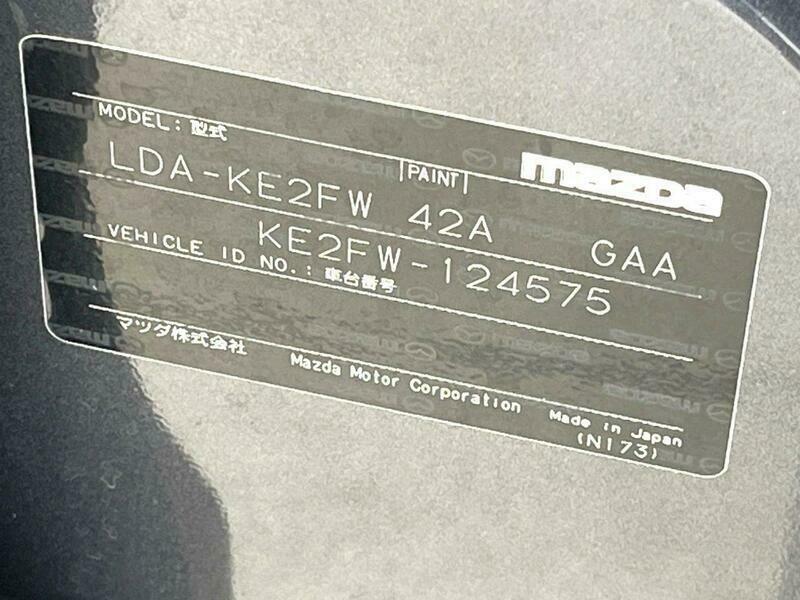 mazda
MODEL: 型式 PAINT
LDA-KE2FW 42A GAA
VEHICLE ID NO.: 車台番号
KE2FW-124575
マツダ株式会社 Mazda Motor Corporation Made in Japan
(N173)